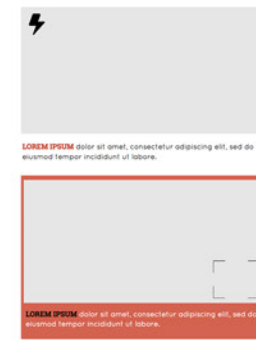 LOREM IPSUM dolor sit amet, consectetur adipiscing elit, sed do
eiusmod tempor incididunt ut labore.
LOREM IPSUM dolor sit amet, consectetur adipiscing elit, sed do
eiusmod tempor incididunt ut labore.